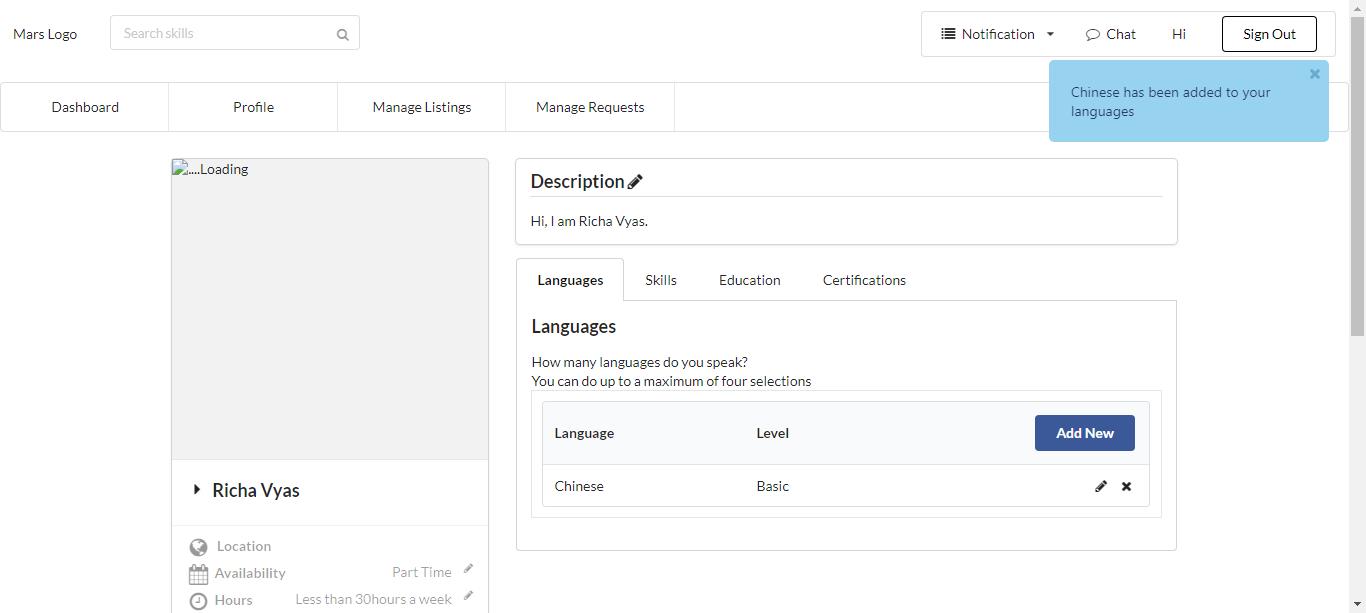 Mars Logo
Search skills
Notification
Chat
Hi
Sign Out
Chinese has been added to your
languages
Dashboard
Profile
Manage Listings
Manage Requests
....Loading
Description
Hi, I am Richa Vyas.
Languages
Skills
Education
Certifications
Languages
How many languages do you speak?
You can do up to a maximum of four selections
Language
Level
Add New
Chinese
Basic
Richa Vyas
Location
Availability
Part Time
Hours
Less than 30hours a week